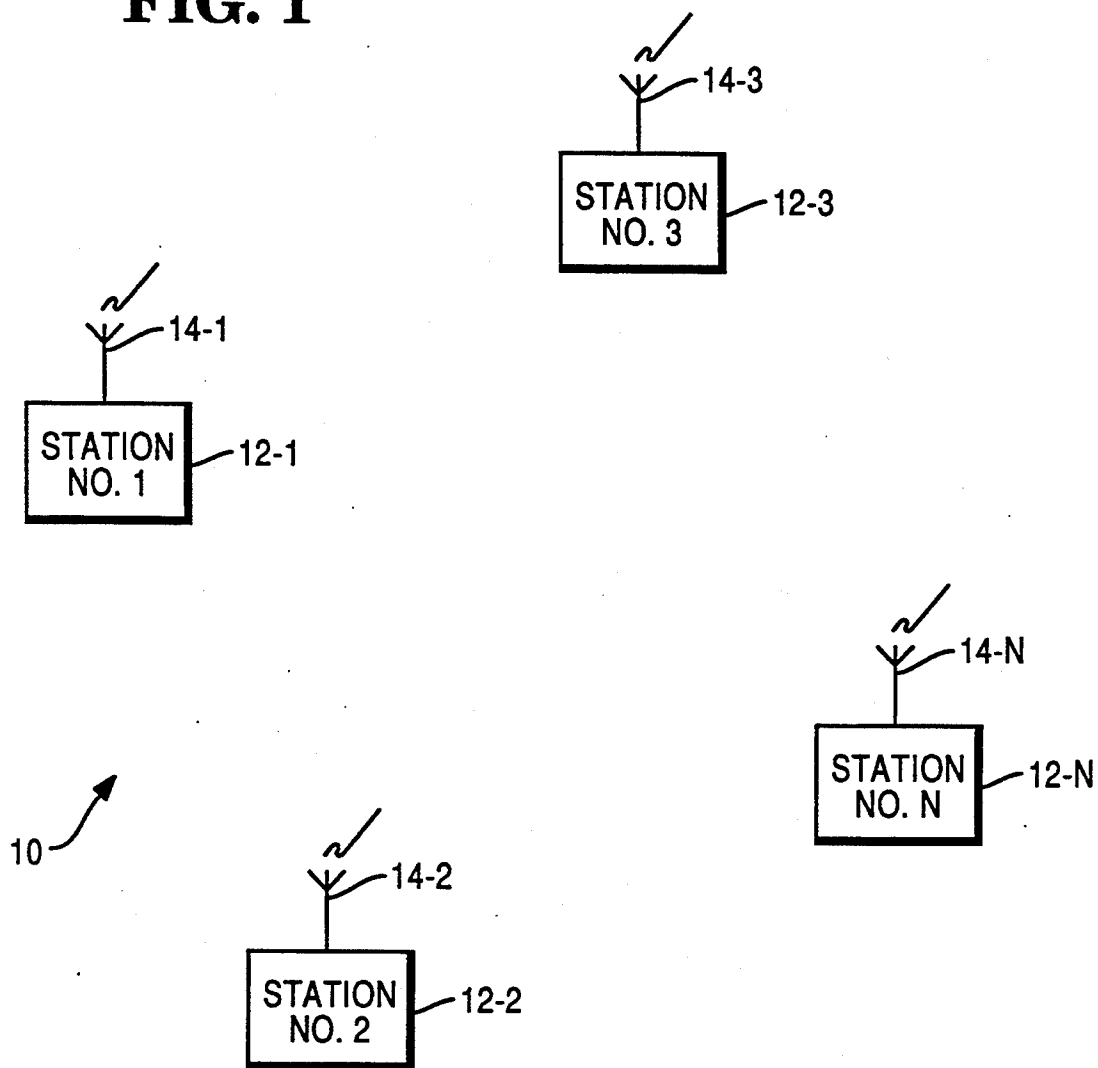 FIG. 1
14-3
STATION
NO. 3
12-3
14-1
STATION
NO. 1
12-1
14-N
STATION
NO. N
12-N
10
14-2
STATION
NO. 2
12-2